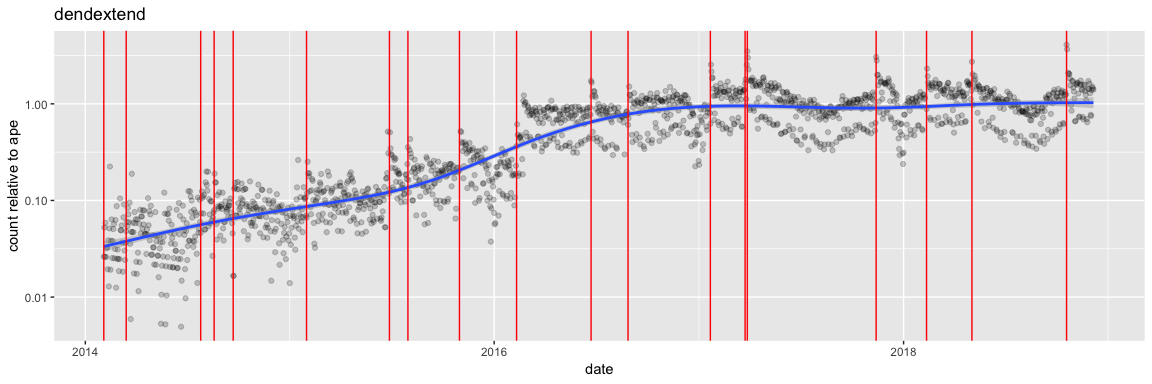 dendextend
count relative to ape
1.00
0.10
0.01
2014
2016
2018
date